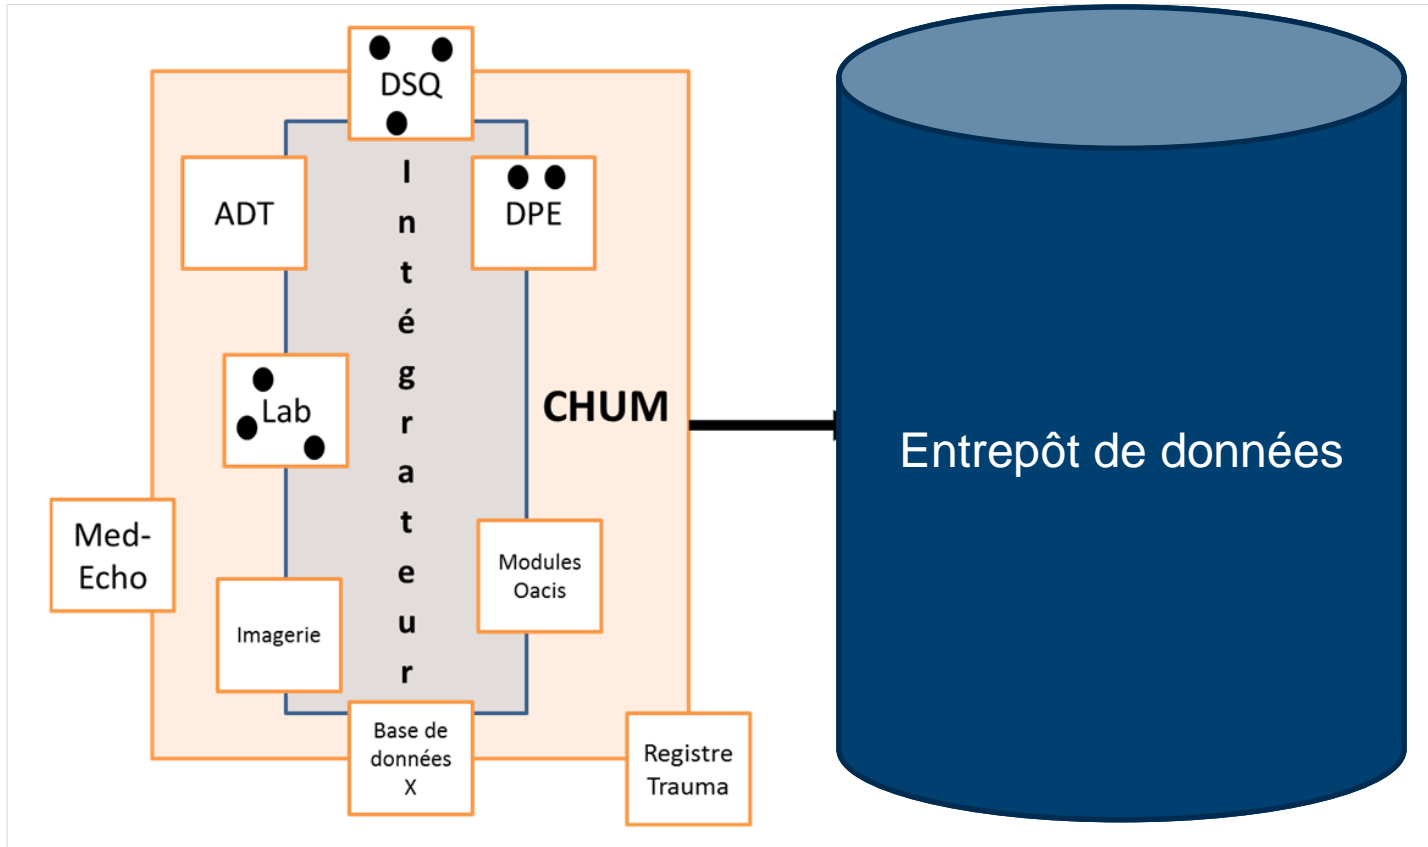 DSQ
ADT
DPE
Intégrateur
Lab
CHUM
Med-
Echo
Modules
Oacis
Imagerie
Base de
données
X
Registre
Trauma
Entrepôt de données